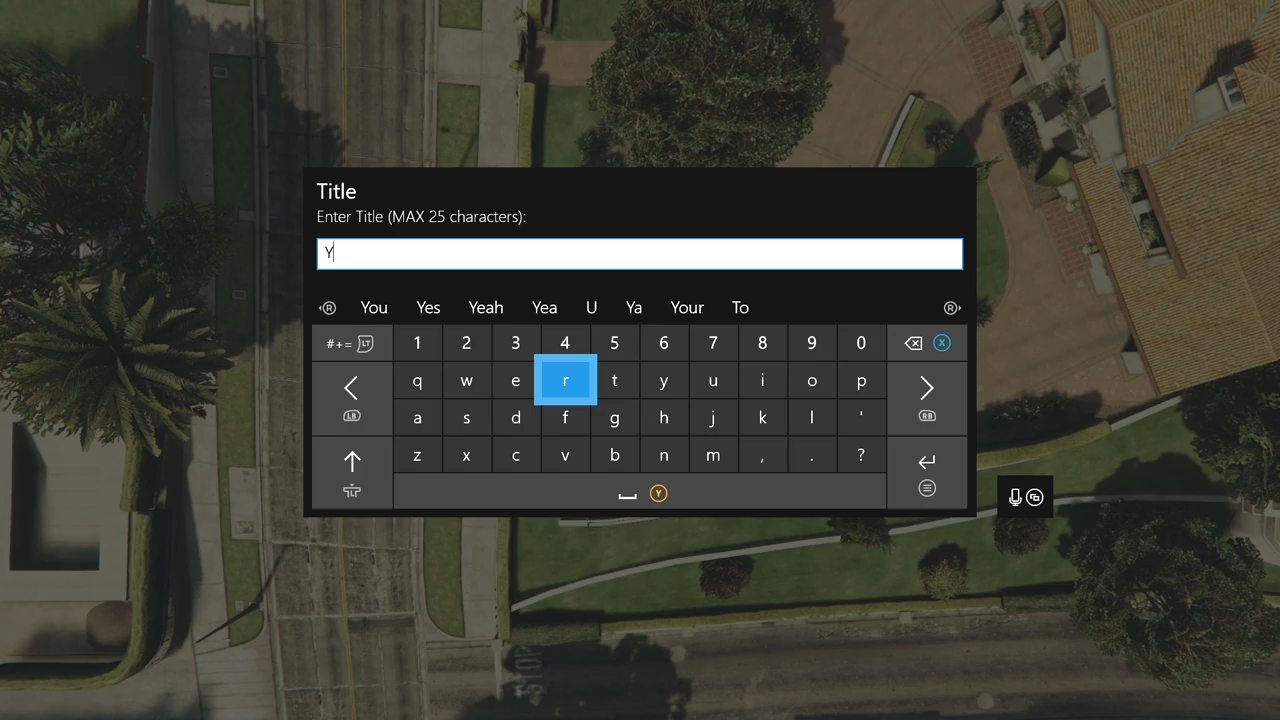 Title
Enter Title (MAX 25 characters):
Y
R You Yes Yeah Yea U Ya Your To R
#+= LT 1 2 3 4 5 6 7 8 9 0 X
q w e r t y u i o p
LB a s d f g h j k l ' RB
z x c v b n m , . ?
Y
STOP